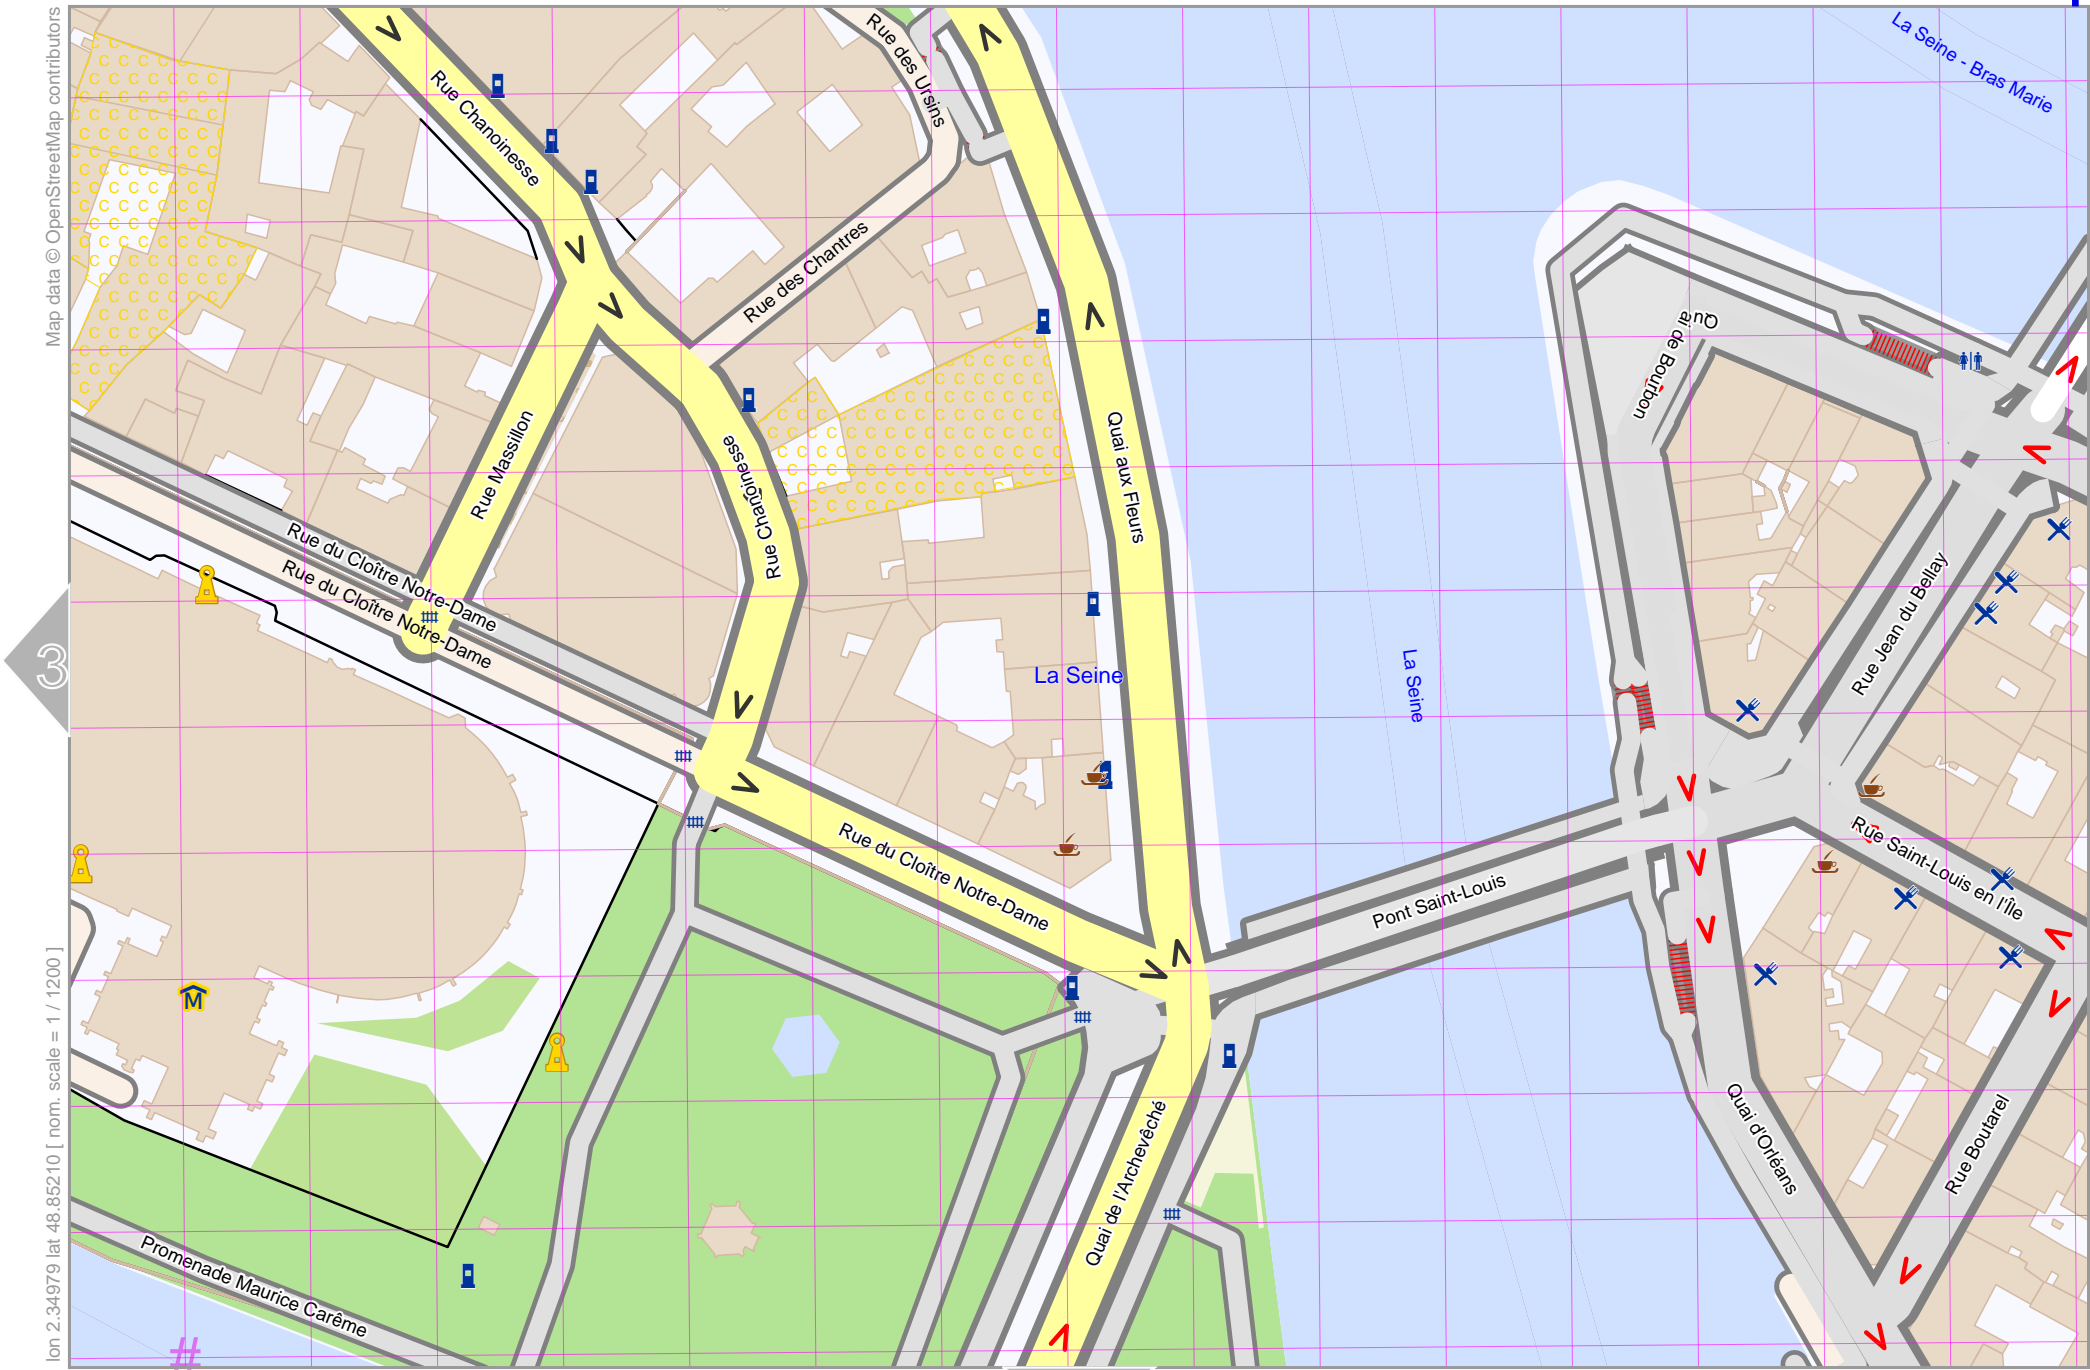 Map data © OpenStreetMap contributors
lon 2.34979 lat 48.85210 [ nom. scale = 1 / 1200 ]
3
Rue Chanoinesse
Rue des Ursins
La Seine - Bras Marie
Rue des Chantres
Quai de Bourbon
Rue Massillon
Rue Chanoinesse
Quai aux Fleurs
Rue du Cloître Notre-Dame
Rue du Cloître Notre-Dame
La Seine
La Seine
Rue Jean du Bellay
Rue du Cloître Notre-Dame
Pont Saint-Louis
Rue Saint-Louis en l'Île
M
Quai de l'Archevêché
Quai d'Orléans
Rue Boutarel
Promenade Maurice Carême
#